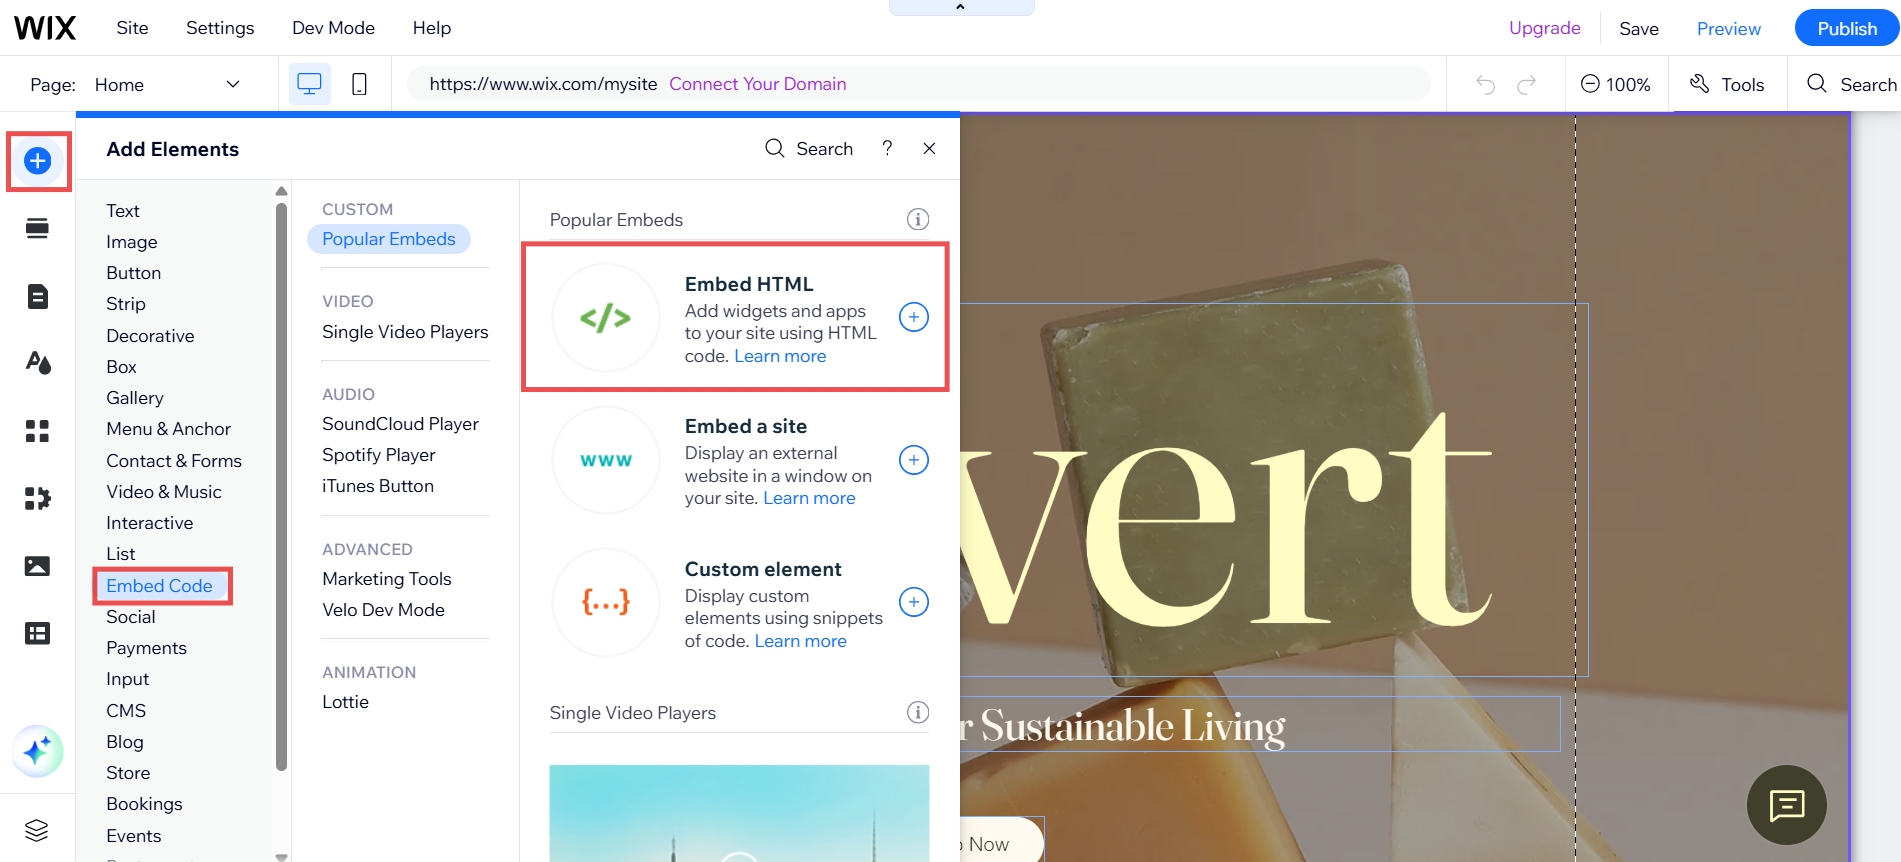 WIX
Site
Settings
Dev Mode
Help
Upgrade
Save
Preview
Publish
Page:
Home
https://www.wix.com/mysite
Connect Your Domain
100%
Tools
Search
Add Elements
Search
?
Text
Image
Button
Strip
Decorative
Box
Gallery
Menu & Anchor
Contact & Forms
Video & Music
Interactive
List
Embed Code
Social
Payments
Input
CMS
Blog
Store
Bookings
Events
CUSTOM
Popular Embeds
VIDEO
Single Video Players
AUDIO
SoundCloud Player
Spotify Player
iTunes Button
ADVANCED
Marketing Tools
Velo Dev Mode
ANIMATION
Lottie
Popular Embeds
</>
Embed HTML
Add widgets and apps
to your site using HTML
code. Learn more
www
Embed a site
Display an external
website in a window on
your site. Learn more
{...}
Custom element
Display custom
elements using snippets
of code. Learn more
Single Video Players
vert
r Sustainable Living
Now